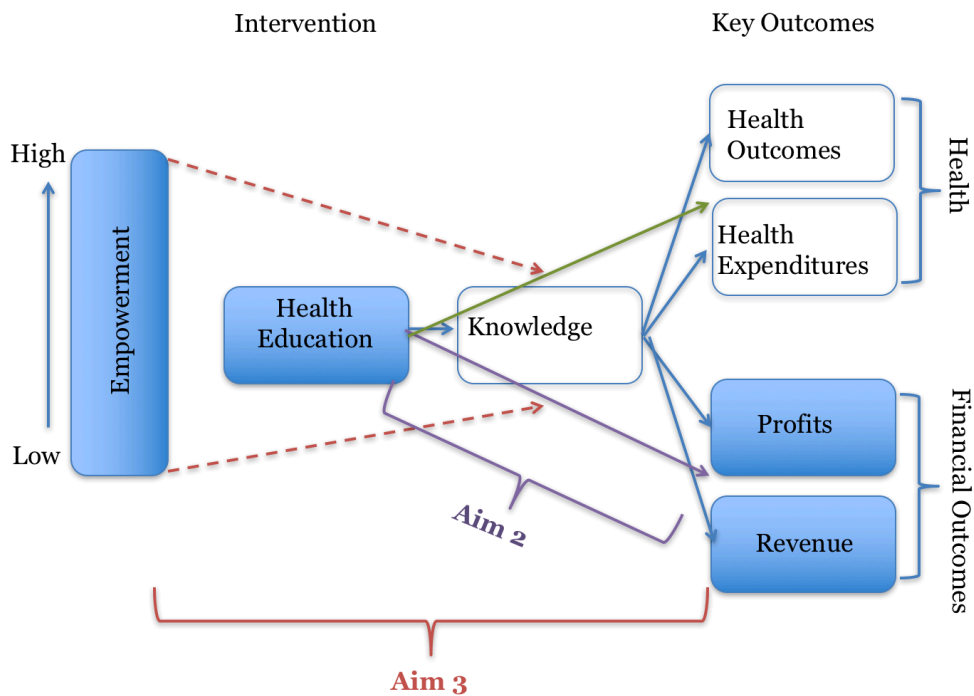 Intervention
Key Outcomes
High
Low
Empowerment
Health
Education
Knowledge
Health
Outcomes
Health
Expenditures
Health
Profits
Revenue
Financial Outcomes
Aim 2
Aim 3